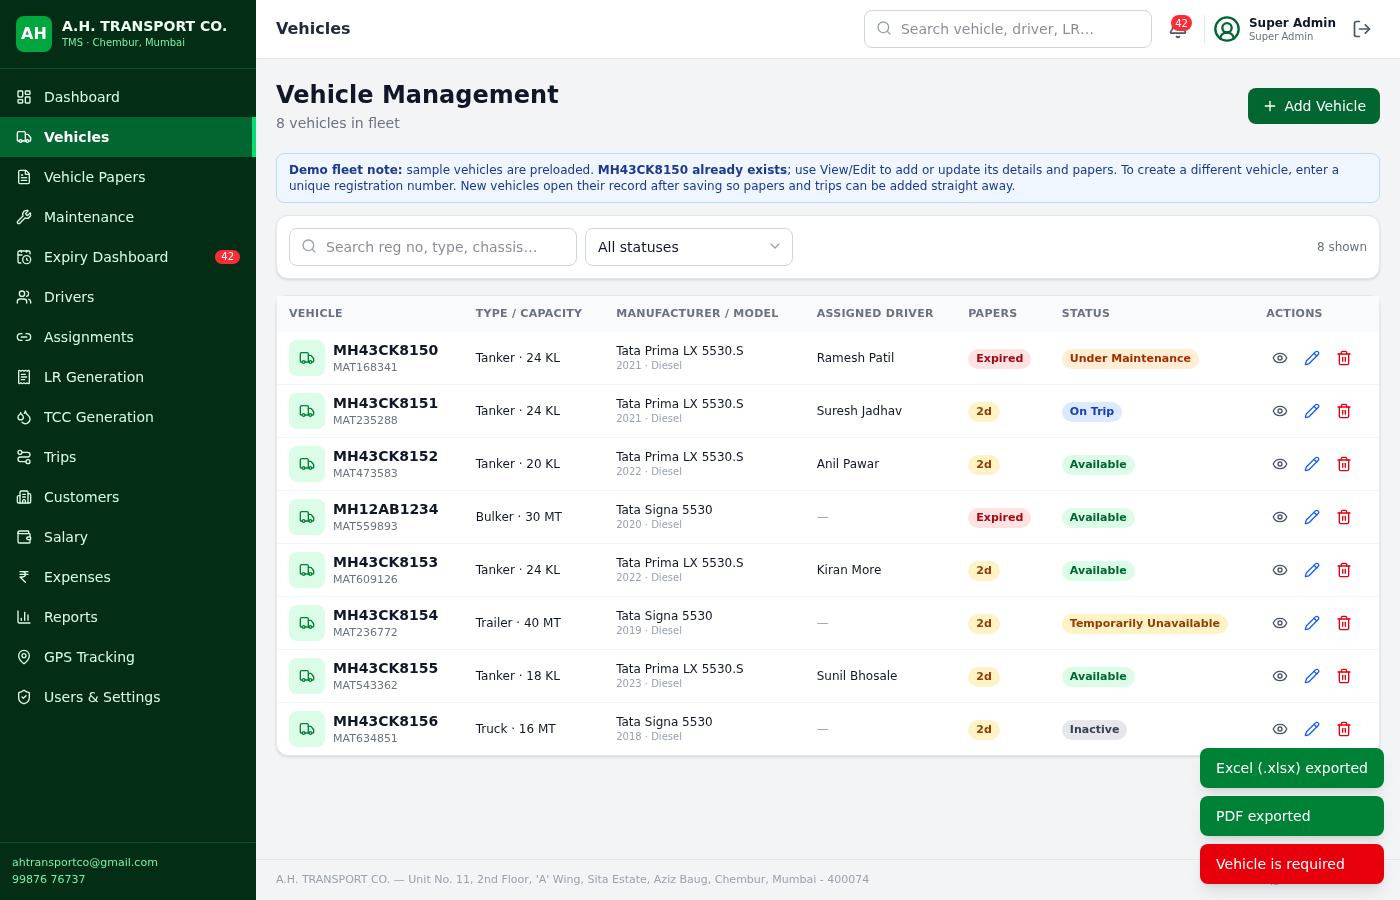 AH
A.H. TRANSPORT CO.
TMS · Chembur, Mumbai
Dashboard
Vehicles
Vehicle Papers
Maintenance
Expiry Dashboard 42
Drivers
Assignments
LR Generation
TCC Generation
Trips
Customers
Salary
Expenses
Reports
GPS Tracking
Users & Settings
ahtransportco@gmail.com
99876 76737
Vehicles
Search vehicle, driver, LR...
42
Super Admin
Super Admin
Vehicle Management
8 vehicles in fleet
Add Vehicle
Demo fleet note: sample vehicles are preloaded. MH43CK8150 already exists; use View/Edit to add or update its details and papers. To create a different vehicle, enter a
unique registration number. New vehicles open their record after saving so papers and trips can be added straight away.
Search reg no, type, chassis...
All statuses
8 shown
VEHICLE TYPE / CAPACITY MANUFACTURER / MODEL ASSIGNED DRIVER PAPERS STATUS ACTIONS
MH43CK8150 Tanker · 24 KL Tata Prima LX 5530.S Ramesh Patil Expired Under Maintenance
MAT168341 2021 · Diesel
MH43CK8151 Tanker · 24 KL Tata Prima LX 5530.S Suresh Jadhav 2d On Trip
MAT235288 2021 · Diesel
MH43CK8152 Tanker · 20 KL Tata Prima LX 5530.S Anil Pawar 2d Available
MAT473583 2022 · Diesel
MH12AB1234 Bulker · 30 MT Tata Signa 5530 — Expired Available
MAT559893 2020 · Diesel
MH43CK8153 Tanker · 24 KL Tata Prima LX 5530.S Kiran More 2d Available
MAT609126 2022 · Diesel
MH43CK8154 Trailer · 40 MT Tata Signa 5530 — 2d Temporarily Unavailable
MAT236772 2019 · Diesel
MH43CK8155 Tanker · 18 KL Tata Prima LX 5530.S Sunil Bhosale 2d Available
MAT543362 2023 · Diesel
MH43CK8156 Truck · 16 MT Tata Signa 5530 — 2d Inactive
MAT634851 2018 · Diesel
Excel (.xlsx) exported
PDF exported
Vehicle is required
A.H. TRANSPORT CO. — Unit No. 11, 2nd Floor, 'A' Wing, Sita Estate, Aziz Baug, Chembur, Mumbai - 400074